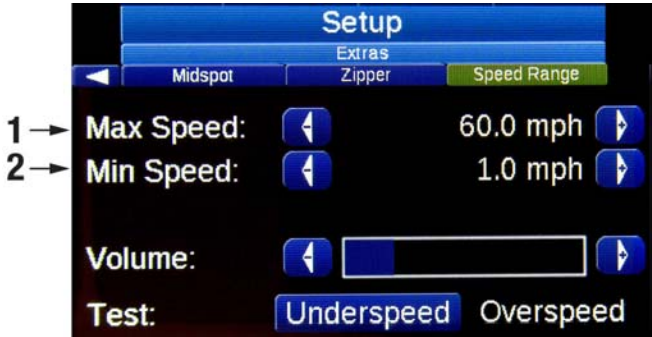 Setup
Extras
Midspot Zipper Speed Range
1 Max Speed: - 60.0 mph +
2 Min Speed: - 1.0 mph +
Volume: - +
Test: Underspeed Overspeed